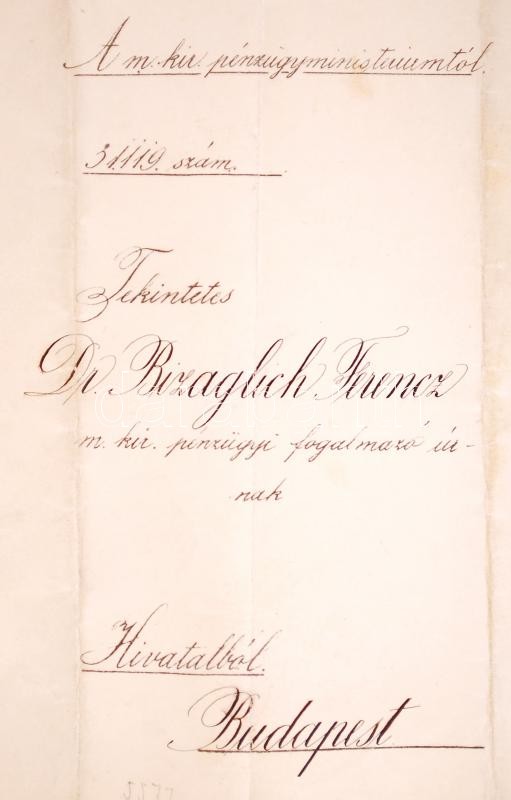 A m. kir. pénzügyministeriumtól.
31119. szám.
Tekintetes
Dr. Bizaglich Ferencz
m. kir. pénzügyi fogalmazó úr-
nak
Hivatalból.
Budapest